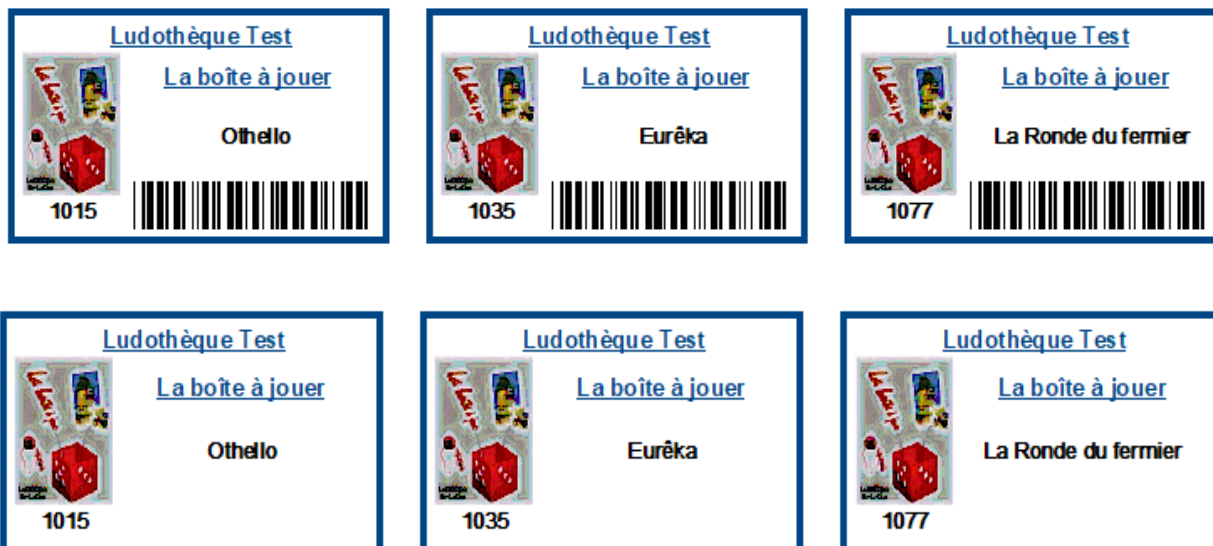 Ludothèque Test
La boîte à jouer
Othello
1015
Ludothèque Test
La boîte à jouer
Eurêka
1035
Ludothèque Test
La boîte à jouer
La Ronde du fermier
1077
Ludothèque Test
La boîte à jouer
Othello
1015
Ludothèque Test
La boîte à jouer
Eurêka
1035
Ludothèque Test
La boîte à jouer
La Ronde du fermier
1077